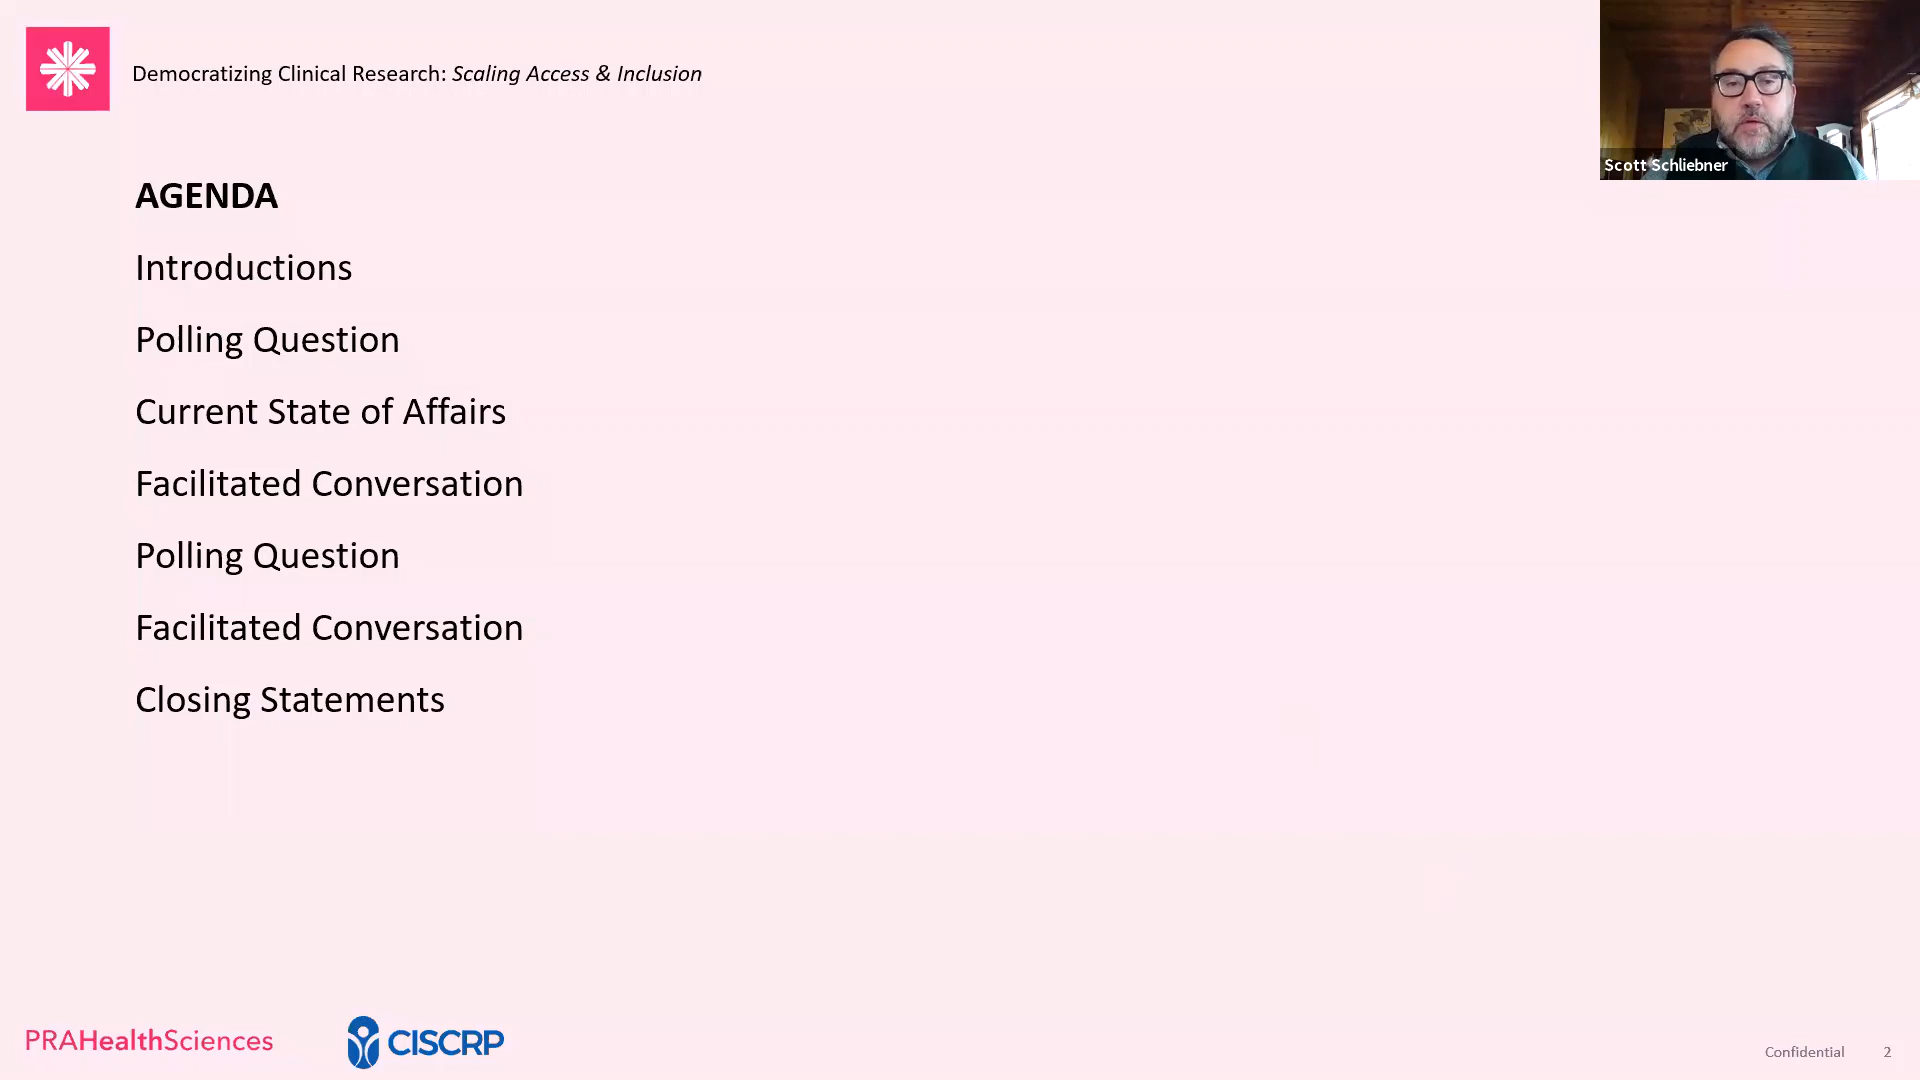 Democratizing Clinical Research: Scaling Access & Inclusion
Scott Schliebner
AGENDA
Introductions
Polling Question
Current State of Affairs
Facilitated Conversation
Polling Question
Facilitated Conversation
Closing Statements
PRAHealthSciences
CISCRP
Confidential 2